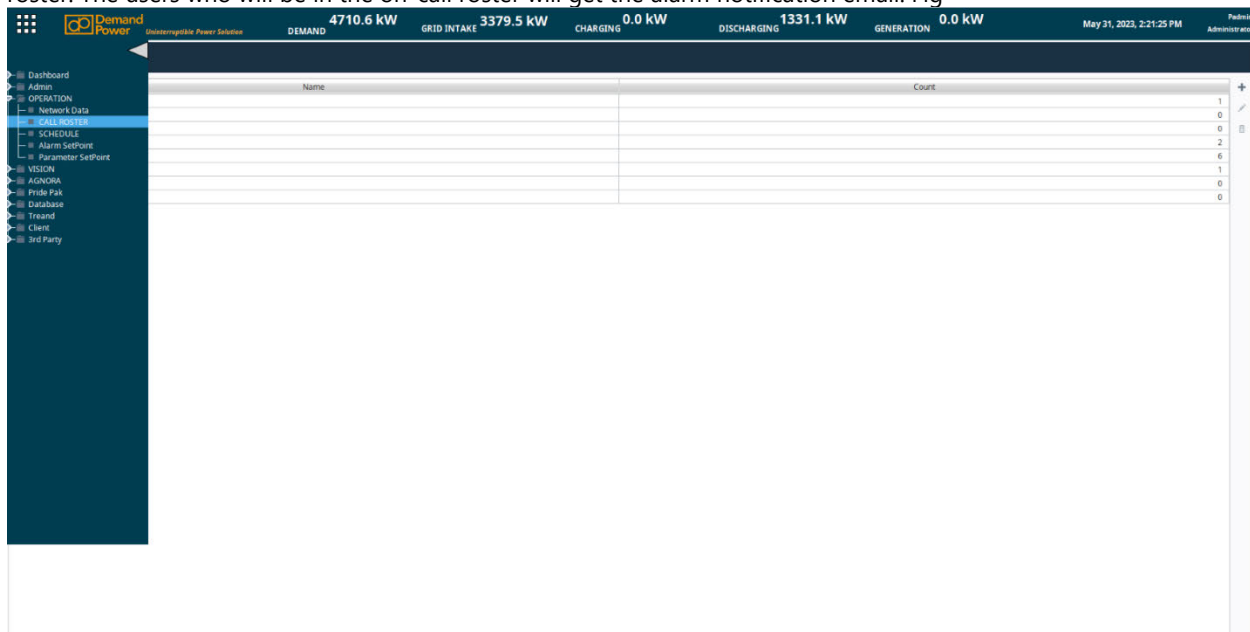 roster. The users who will be in the on-call roster will get the alarm notification email. Fig
Demand Power Uninterruptible Power Solution DEMAND 4710.6 kW GRID INTAKE 3379.5 kW CHARGING 0.0 kW DISCHARGING 1331.1 kW GENERATION 0.0 kW May 31, 2023, 2:21:25 PM
Dashboard
Admin
OPERATION
Network Data
CALL ROSTER
SCHEDULE
Alarm SetPoint
Parameter SetPoint
VISION
AGNORA
Pride Pak
Database
Treand
Client
3rd Party
Name Count
1
0
0
2
6
1
0
0